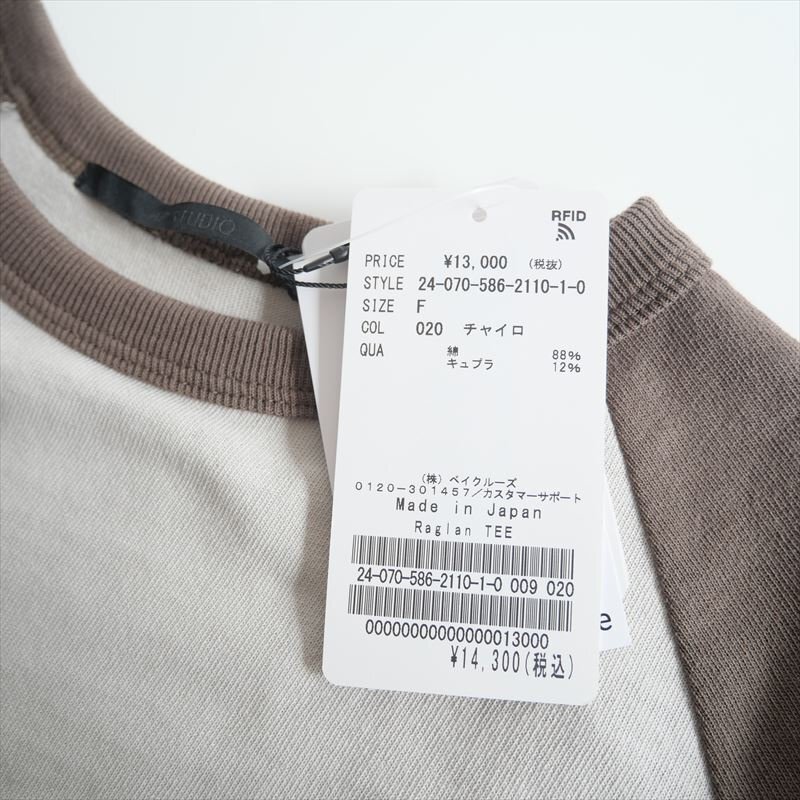 STUDIO
RFID
PRICE ¥13,000 (税抜)
STYLE 24-070-586-2110-1-0
SIZE F
COL 020 チャイロ
QUA 綿 88%
キュプラ 12%
(株) ベイクルーズ
0120-301457/カスタマーサポート
Made in Japan
Raglan TEE
24-070-586-2110-1-0 009 020
00000000000000013000
¥14,300(税込)
e